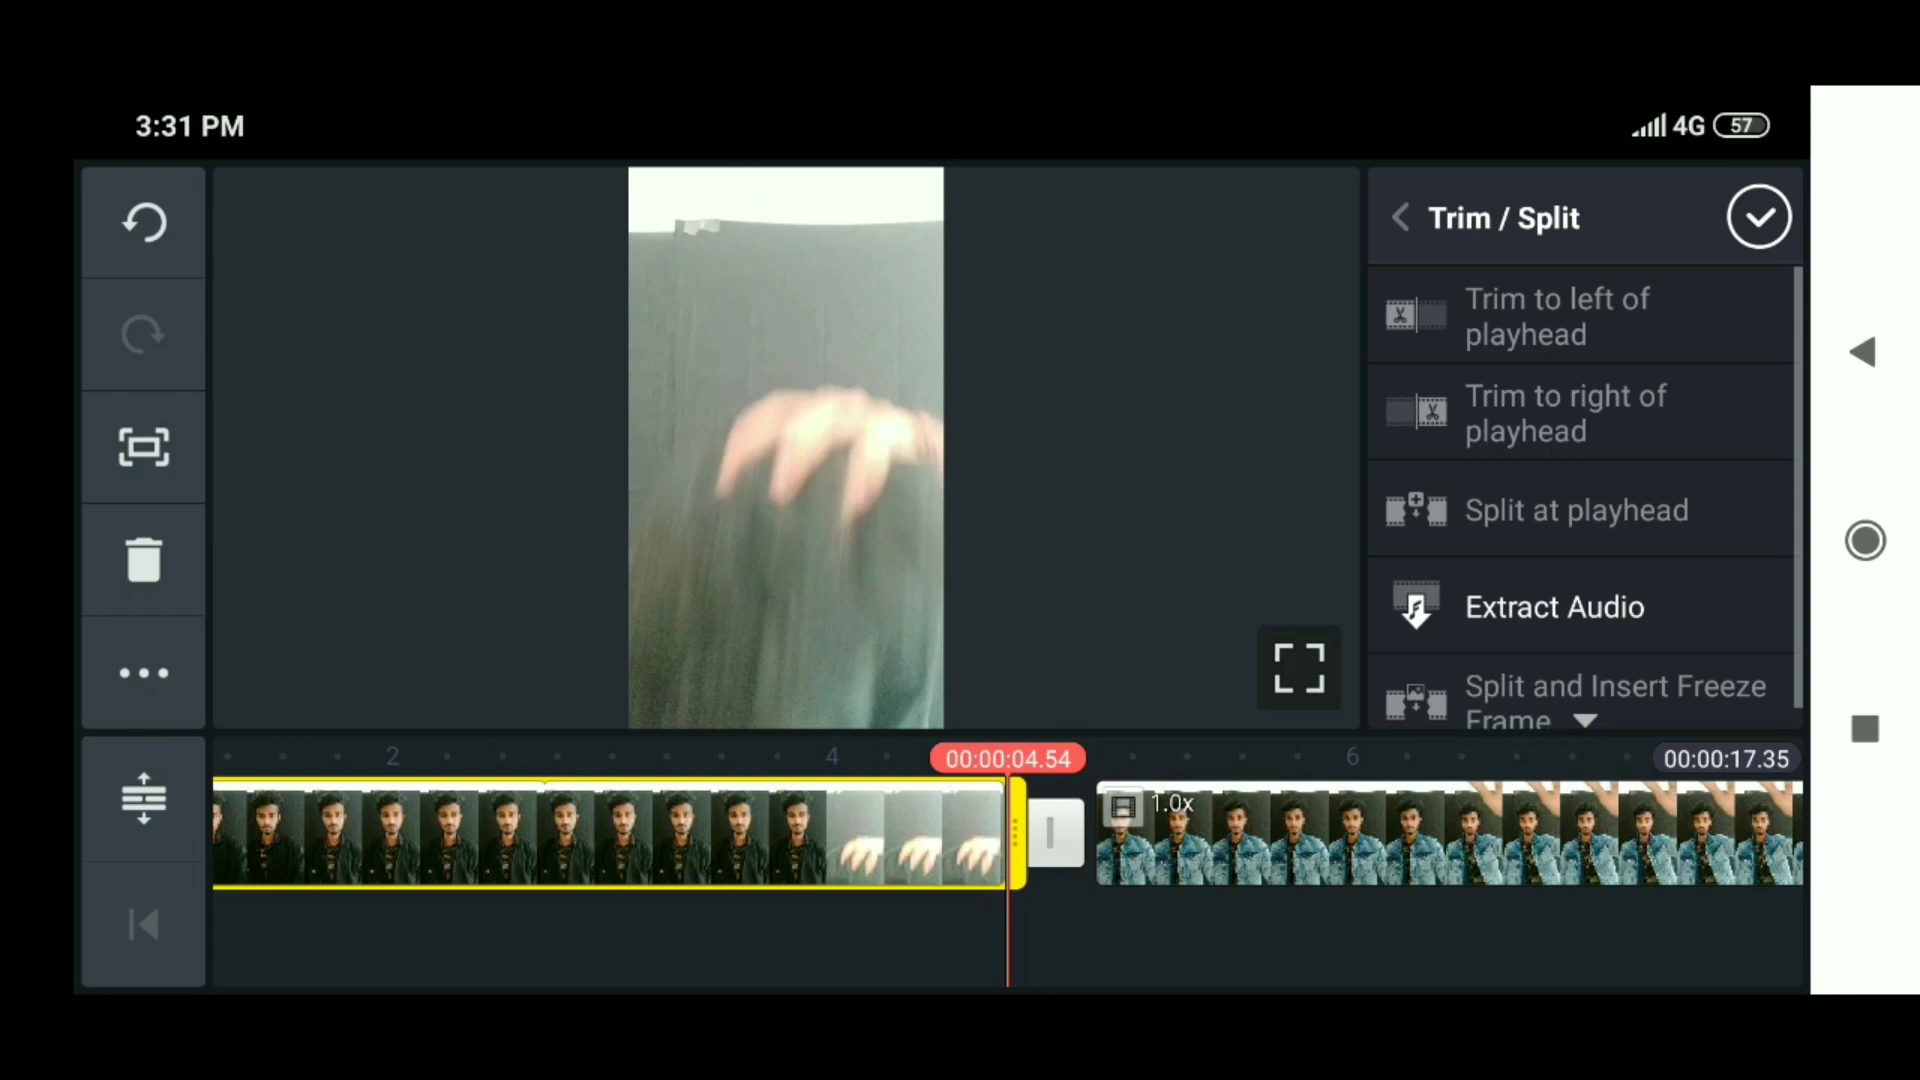 3:31 PM
4G 57
Trim / Split
Trim to left of
playhead
Trim to right of
playhead
Split at playhead
Extract Audio
Split and Insert Freeze
Frame
2
4
00:00:04.54
6
00:00:17.35
1.0x